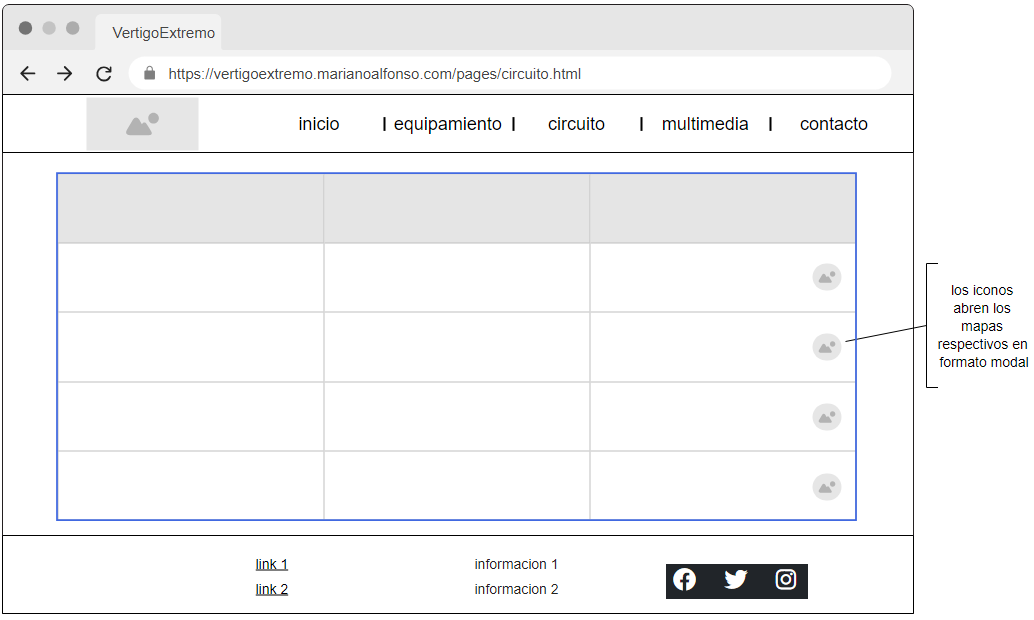 VertigoExtremo
https://vertigoextremo.marianoalfonso.com/pages/circuito.html
inicio | equipamiento | circuito | multimedia | contacto
los iconos
abren los
mapas
respectivos en
formato modal
link 1 informacion 1
link 2 informacion 2